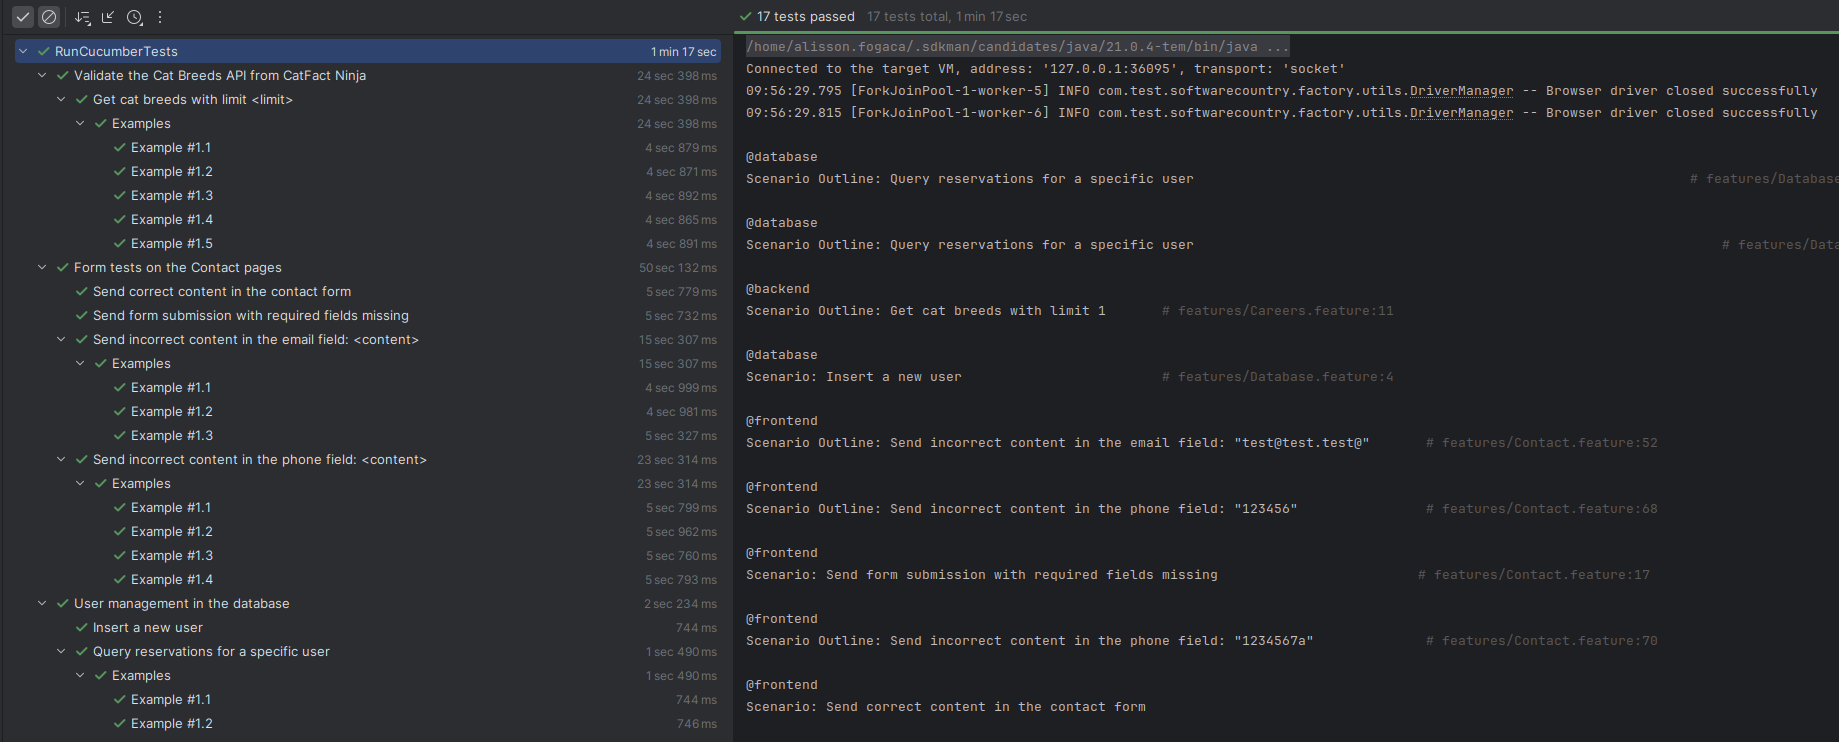 RunCucumberTests 1 min 17 sec
Validate the Cat Breeds API from CatFact Ninja 24 sec 398 ms
Get cat breeds with limit <limit> 24 sec 398 ms
Examples 24 sec 398 ms
Example #1.1 4 sec 879 ms
Example #1.2 4 sec 871 ms
Example #1.3 4 sec 892 ms
Example #1.4 4 sec 865 ms
Example #1.5 4 sec 891 ms
Form tests on the Contact pages 50 sec 132 ms
Send correct content in the contact form 5 sec 779 ms
Send form submission with required fields missing 5 sec 732 ms
Send incorrect content in the email field: <content> 15 sec 307 ms
Examples 15 sec 307 ms
Example #1.1 4 sec 999 ms
Example #1.2 4 sec 981 ms
Example #1.3 5 sec 327 ms
Send incorrect content in the phone field: <content> 23 sec 314 ms
Examples 23 sec 314 ms
Example #1.1 5 sec 799 ms
Example #1.2 5 sec 962 ms
Example #1.3 5 sec 760 ms
Example #1.4 5 sec 793 ms
User management in the database 2 sec 234 ms
Insert a new user 744 ms
Query reservations for a specific user 1 sec 490 ms
Examples 1 sec 490 ms
Example #1.1 744 ms
Example #1.2 746 ms
17 tests passed 17 tests total, 1 min 17 sec
/home/alisson.fogaca/.sdkman/candidates/java/21.0.4-tem/bin/java ...
Connected to the target VM, address: '127.0.0.1:36095', transport: 'socket'
09:56:29.795 [ForkJoinPool-1-worker-5] INFO com.test.softwarecountry.factory.utils.DriverManager -- Browser driver closed successfully
09:56:29.815 [ForkJoinPool-1-worker-6] INFO com.test.softwarecountry.factory.utils.DriverManager -- Browser driver closed successfully
@database
Scenario Outline: Query reservations for a specific user # features/Database
@database
Scenario Outline: Query reservations for a specific user # features/Data
@backend
Scenario Outline: Get cat breeds with limit 1 # features/Careers.feature:11
@database
Scenario: Insert a new user # features/Database.feature:4
@frontend
Scenario Outline: Send incorrect content in the email field: "test@test.test@" # features/Contact.feature:52
@frontend
Scenario Outline: Send incorrect content in the phone field: "123456" # features/Contact.feature:68
@frontend
Scenario: Send form submission with required fields missing # features/Contact.feature:17
@frontend
Scenario Outline: Send incorrect content in the phone field: "1234567a" # features/Contact.feature:70
@frontend
Scenario: Send correct content in the contact form